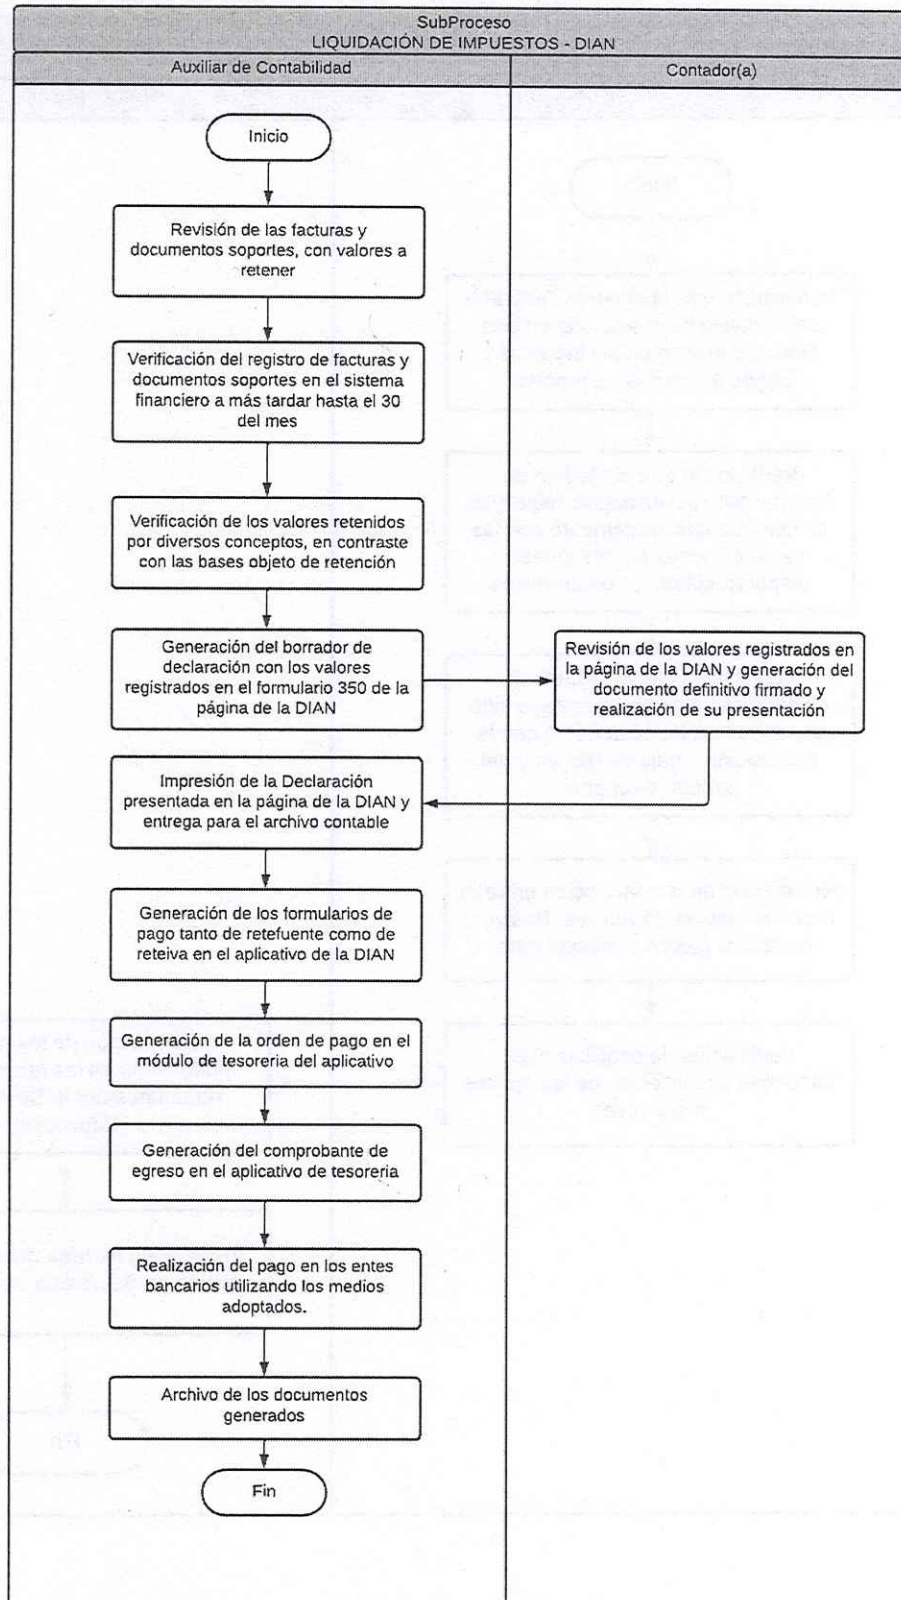 SubProceso
LIQUIDACIÓN DE IMPUESTOS - DIAN
Auxiliar de Contabilidad
Contador(a)
Inicio
Revisión de las facturas y
documentos soportes, con valores a
retener
Verificación del registro de facturas y
documentos soportes en el sistema
financiero a más tardar hasta el 30
del mes
Verificación de los valores retenidos
por diversos conceptos, en contraste
con las bases objeto de retención
Generación del borrador de
declaración con los valores
registrados en el formulario 350 de la
página de la DIAN
Revisión de los valores registrados en
la página de la DIAN y generación del
documento definitivo firmado y
realización de su presentación
Impresión de la Declaración
presentada en la página de la DIAN y
entrega para el archivo contable
Generación de los formularios de
pago tanto de retefuente como de
reteiva en el aplicativo de la DIAN
Generación de la orden de pago en el
módulo de tesoreria del aplicativo
Generación del comprobante de
egreso en el aplicativo de tesoreria
Realización del pago en los entes
bancarios utilizando los medios
adoptados.
Archivo de los documentos
generados
Fin